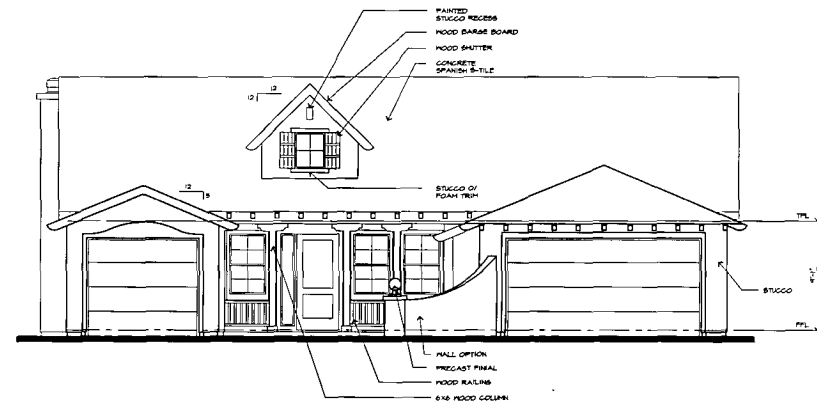 PAINTED
STUCCO RECESS
WOOD BARGE BOARD
WOOD SHUTTER
CONCRETE
SPANISH S-TILE
12
12
12
5
STUCCO O/
FOAM TRIM
TPL
STUCCO
FFL
WALL OPTION
PRECAST FINIAL
WOOD RAILING
6X6 WOOD COLUMN